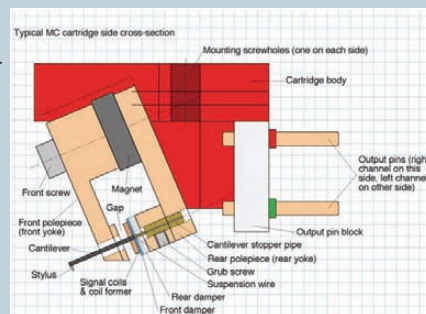 Typical MC cartridge side cross-section
Mounting screwholes (one on each side)
Cartridge body
Output pins (right
channel on this
side, left channel
on other side)
Front screw
Magnet
Front polepiece
(front yoke)
Gap
Output pin block
Cantilever
Cantilever stopper pipe
Rear polepiece (rear yoke)
Stylus
Grub screw
Signal coils
& coil former
Suspension wire
Rear damper
Front damper